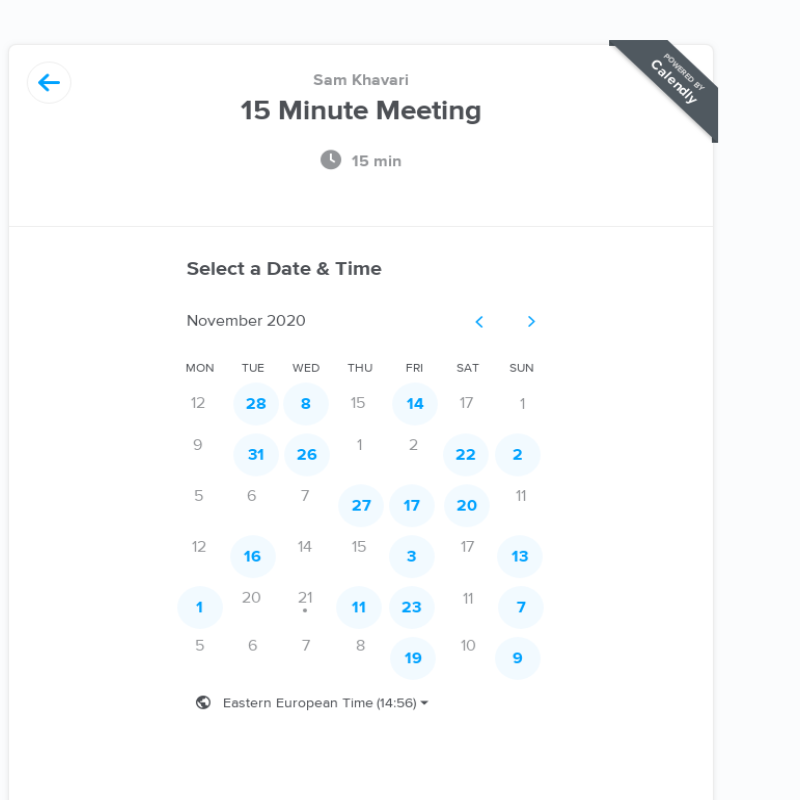 POWERED BY
Calendly
Sam Khavari
15 Minute Meeting
15 min
Select a Date & Time
November 2020
MON TUE WED THU FRI SAT SUN
12 28 8 15 14 17 1
9 31 26 1 2 22 2
5 6 7 27 17 20 11
12 16 14 15 3 17 13
1 20 21 11 23 11 7
5 6 7 8 19 10 9
Eastern European Time (14:56)